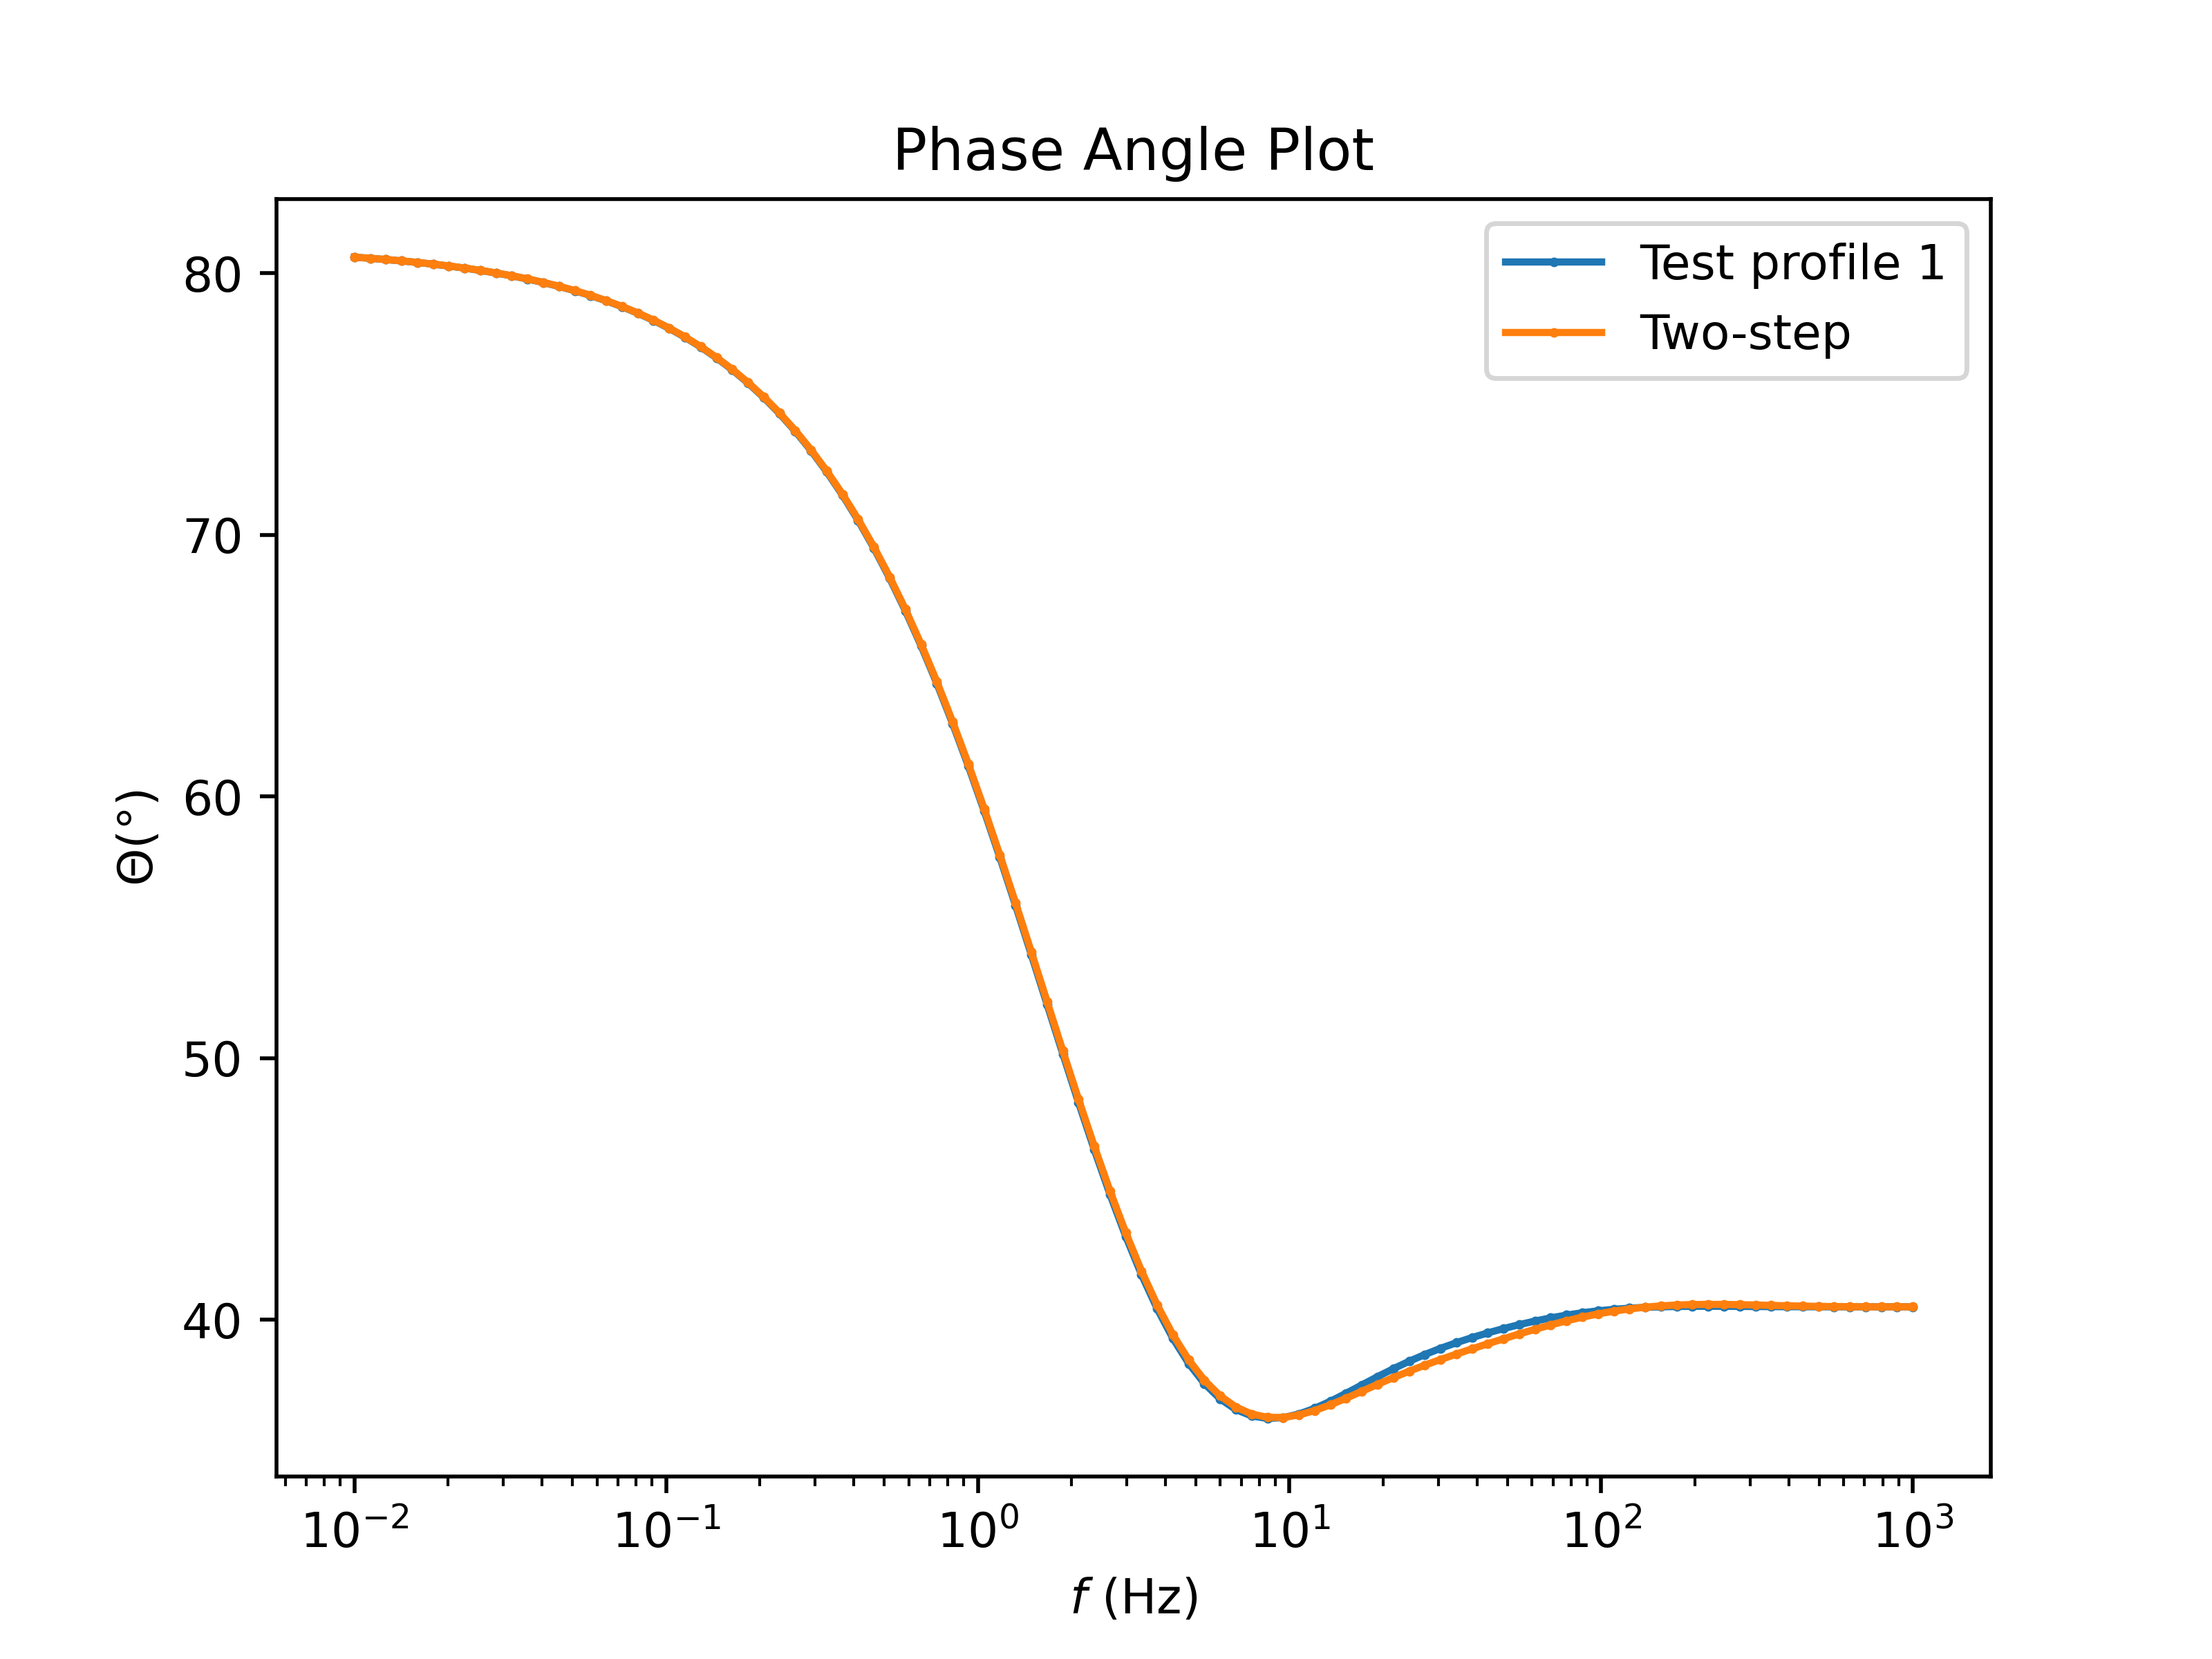 Phase Angle Plot
Test profile 1
Two-step
80
70
60
50
40
Θ(°)
10⁻² 10⁻¹ 10⁰ 10¹ 10² 10³
f (Hz)